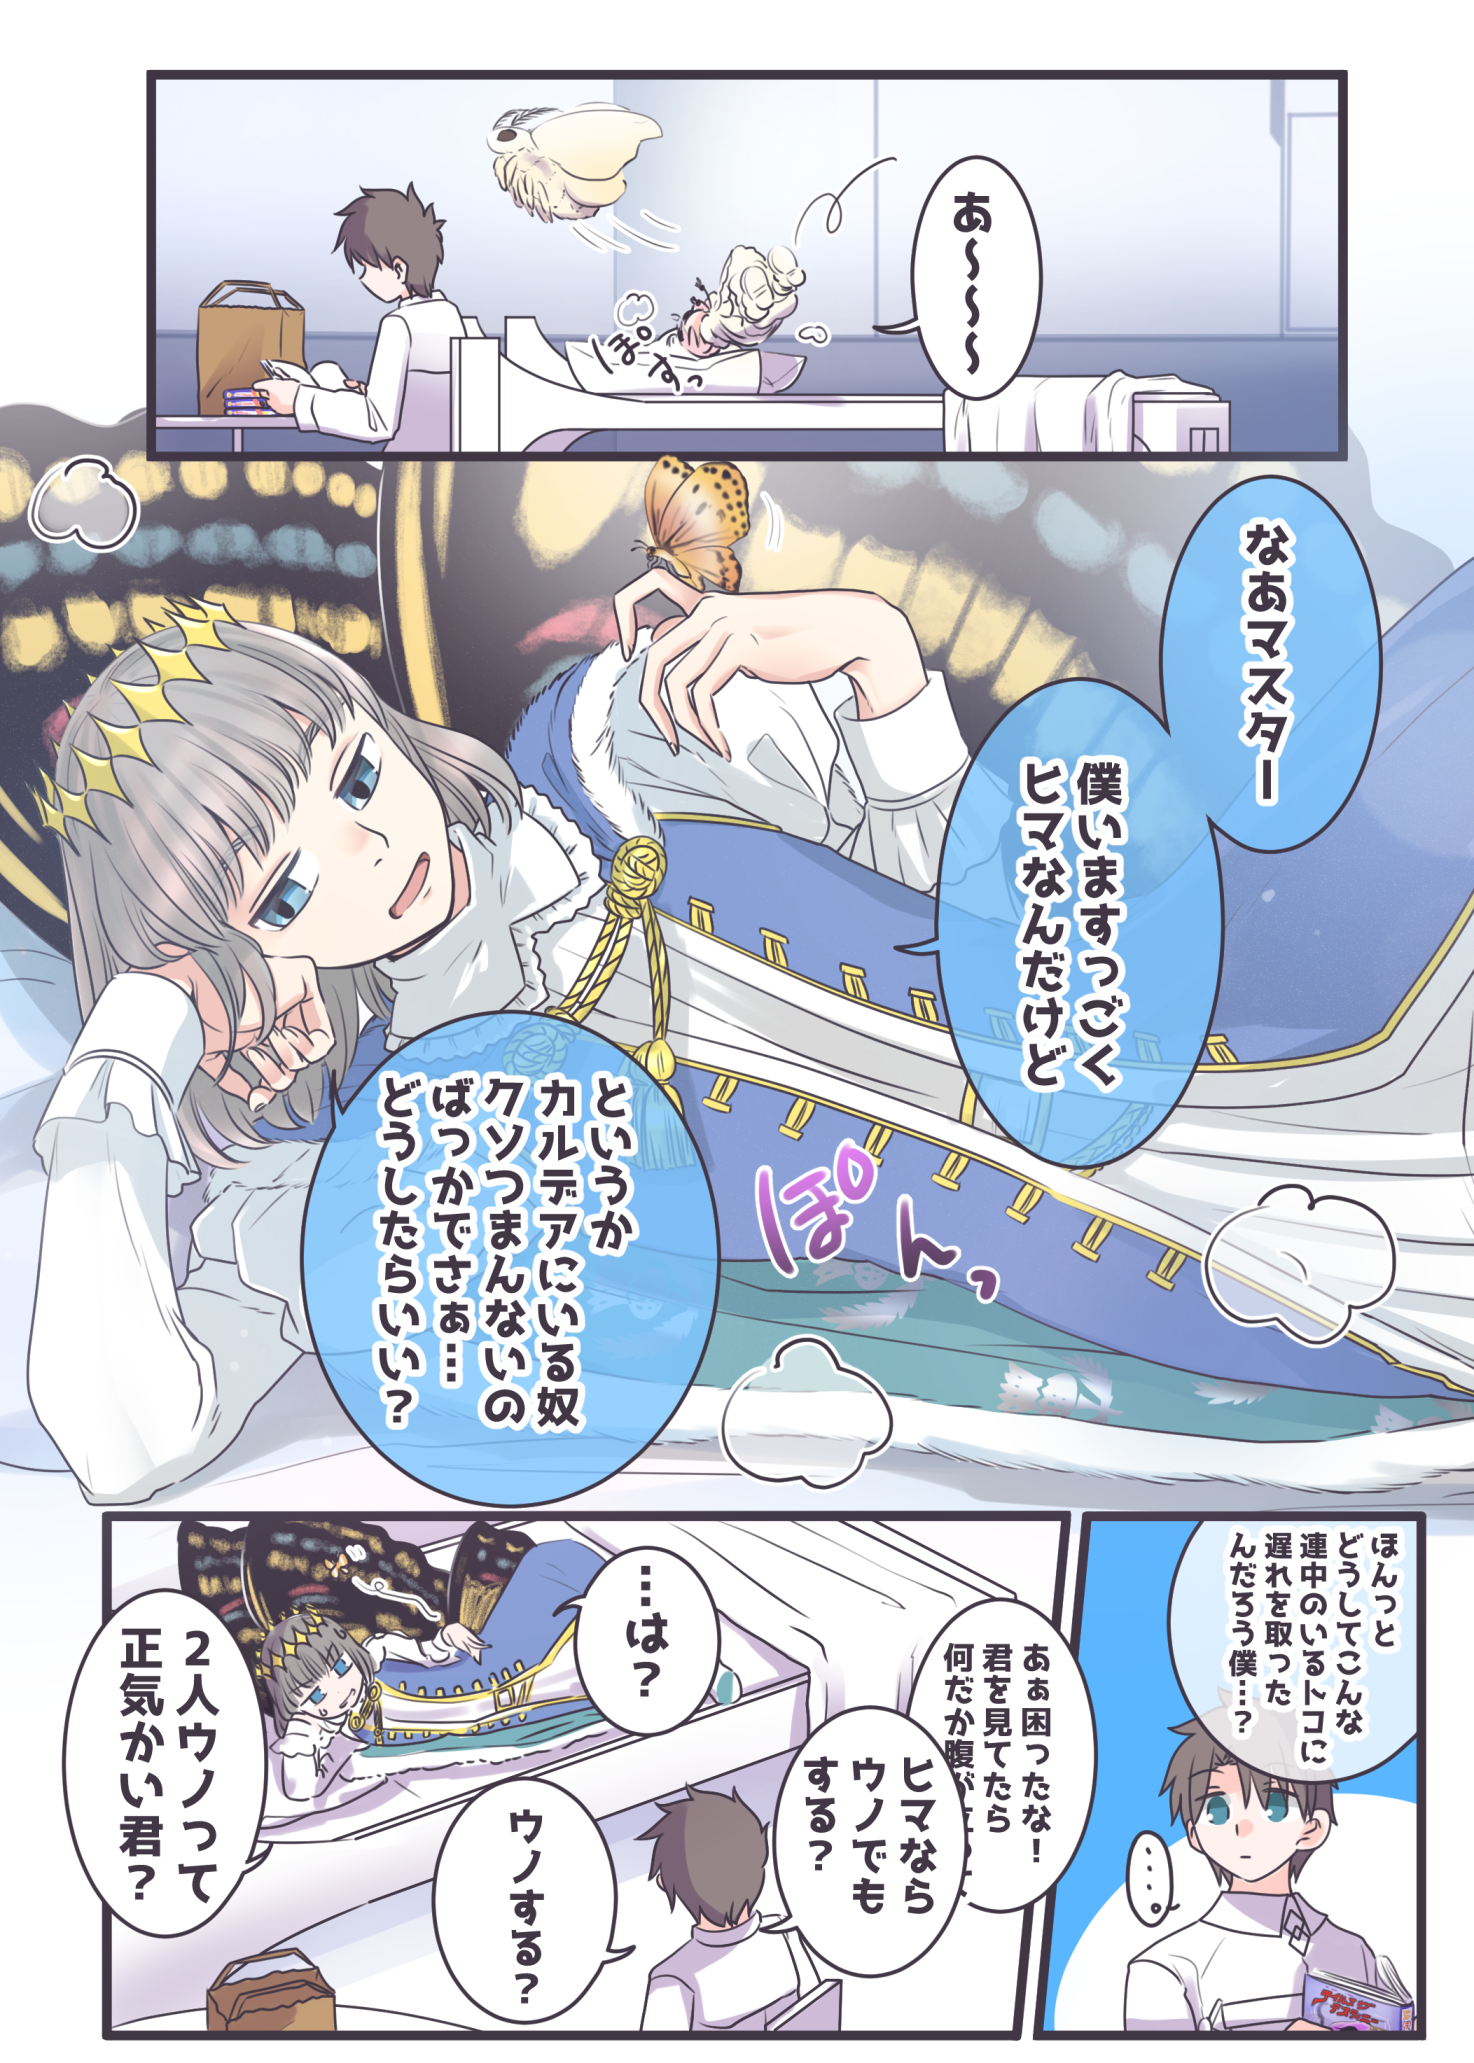 あ～～～～
ぽすっ
なあマスター
僕いますっごく
ヒマなんだけど
というか
カルデアにいる奴
クソつまんないの
ばっかでさぁ…
どうしたらいい？
ぽんっ
ほんっと
どうしてこんな
連中のいるトコに
遅れを取った
んだろう僕…？
‥‥。
あぁ困ったな！
君を見てたら
何だか腹が
ヒマなら
ウノでも
する？
…は？
ウノする？
2人ウノって
正気かい君？